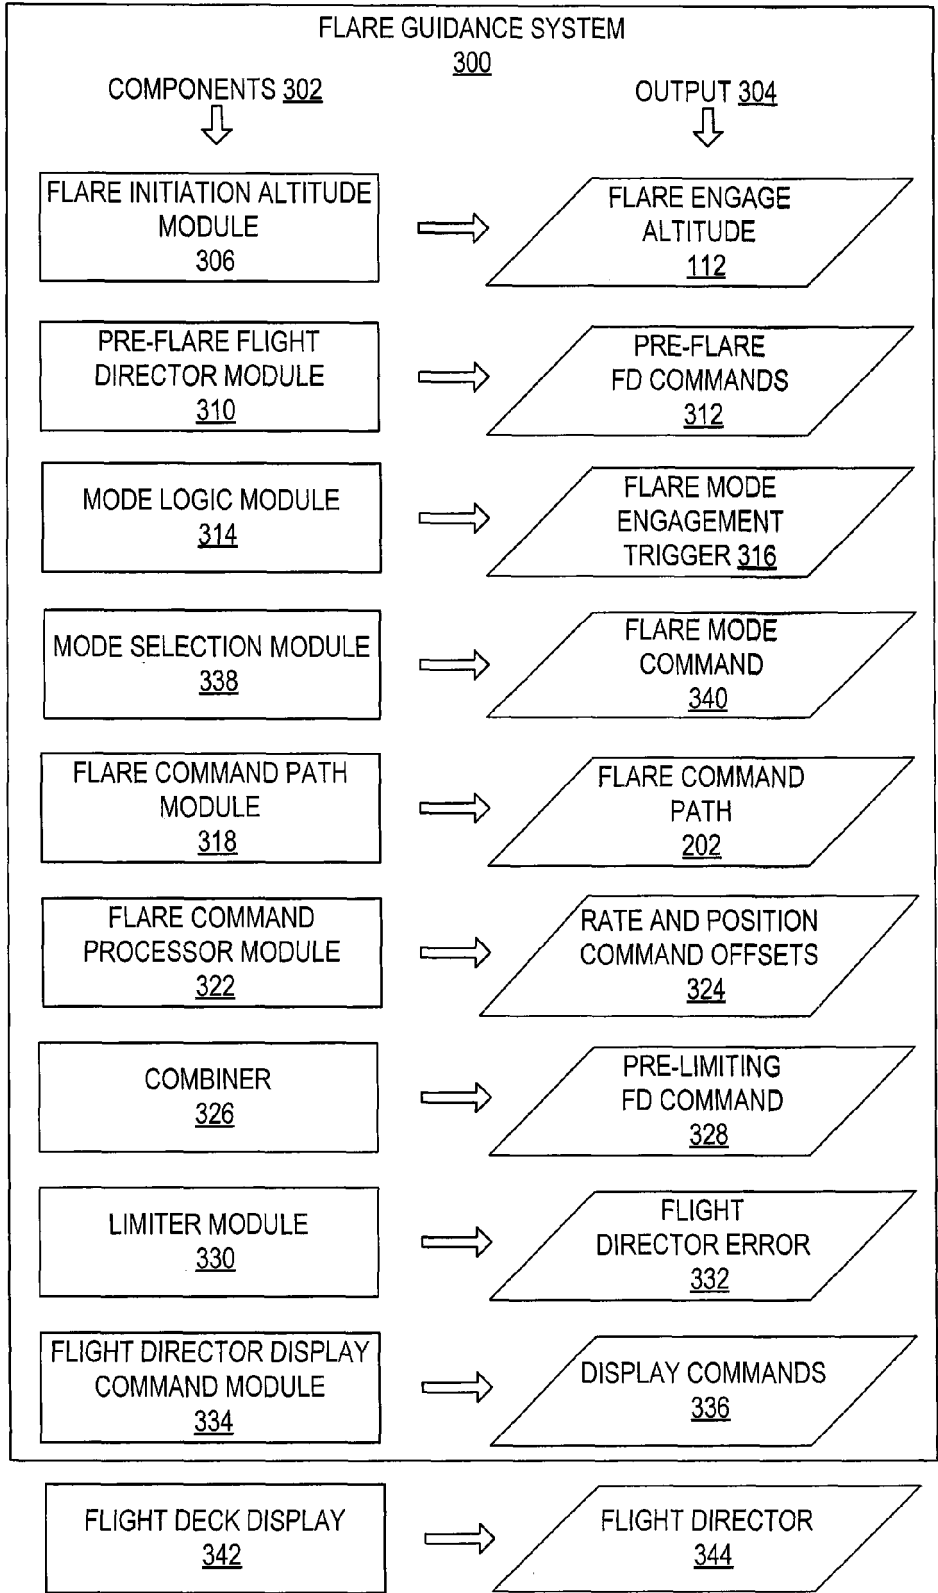 FLARE GUIDANCE SYSTEM
300
COMPONENTS 302
OUTPUT 304
FLARE INITIATION ALTITUDE
MODULE
306
FLARE ENGAGE
ALTITUDE
112
PRE-FLARE FLIGHT
DIRECTOR MODULE
310
PRE-FLARE
FD COMMANDS
312
MODE LOGIC MODULE
314
FLARE MODE
ENGAGEMENT
TRIGGER 316
MODE SELECTION MODULE
338
FLARE MODE
COMMAND
340
FLARE COMMAND PATH
MODULE
318
FLARE COMMAND
PATH
202
FLARE COMMAND
PROCESSOR MODULE
322
RATE AND POSITION
COMMAND OFFSETS
324
COMBINER
326
PRE-LIMITING
FD COMMAND
328
LIMITER MODULE
330
FLIGHT
DIRECTOR ERROR
332
FLIGHT DIRECTOR DISPLAY
COMMAND MODULE
334
DISPLAY COMMANDS
336
FLIGHT DECK DISPLAY
342
FLIGHT DIRECTOR
344